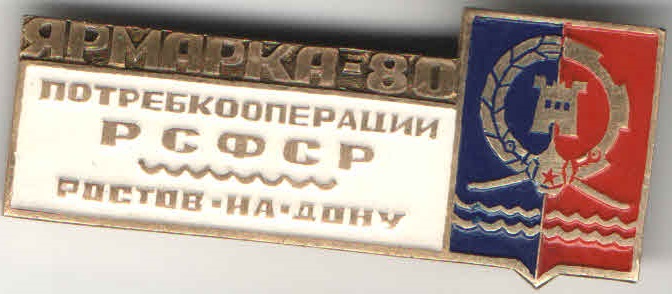 ЯРМАРКА-80
ПОТРЕБКООПЕРАЦИИ
РСФСР
РОСТОВ-НА-ДОНУ